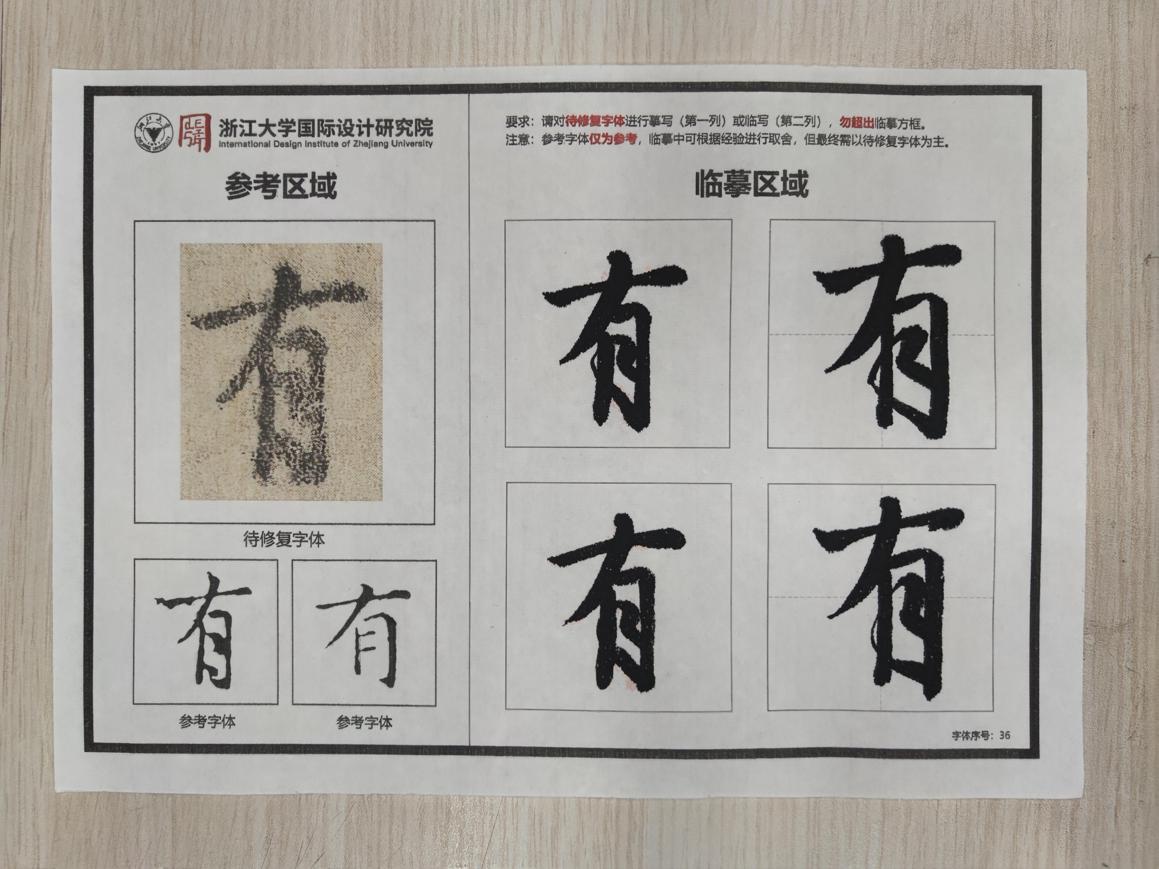 浙江大学国际设计研究院
International Design Institute of Zhejiang University
参考区域
有
待修复字体
有 有
参考字体 参考字体
要求：请对待修复字体进行摹写（第一列）或临写（第二列），勿超出临摹方框。
注意：参考字体仅为参考，临摹中可根据经验进行取舍，但最终需以待修复字体为主。
临摹区域
有 有
有 有
字体序号：36